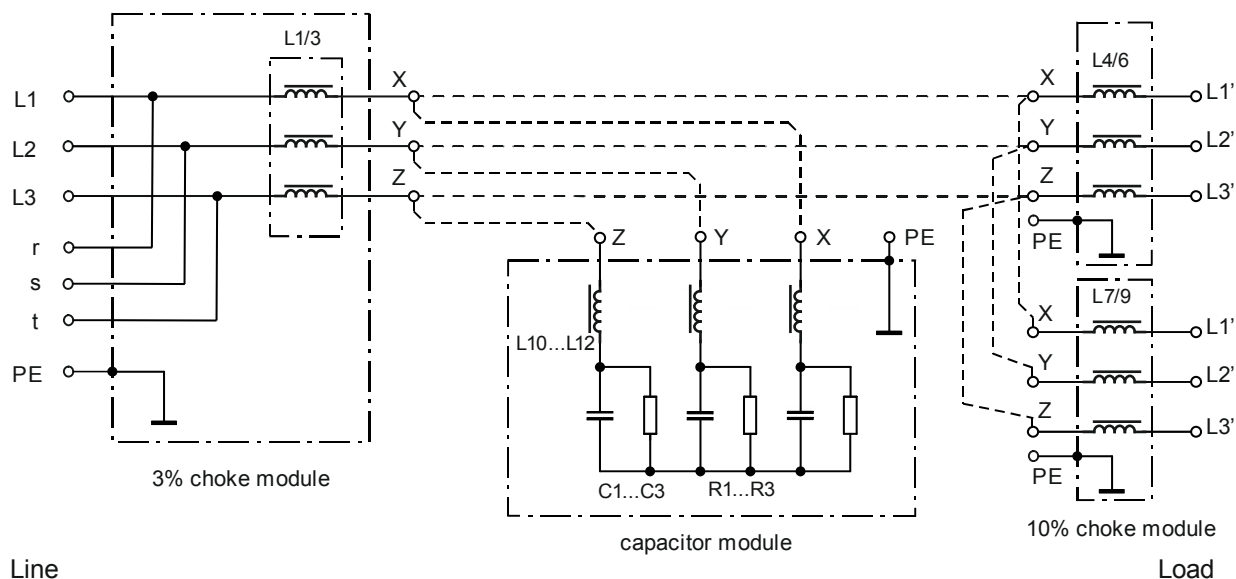 L1/3
L4/6
L1
X
X
L1'
L2
Y
Y
L2'
L3
Z
Z
L3'
r
Z
Y
X
PE
PE
s
t
L10...L12
L7/9
X
L1'
PE
Y
L2'
Z
L3'
3% choke module
C1...C3
R1...R3
PE
capacitor module
10% choke module
Line
Load